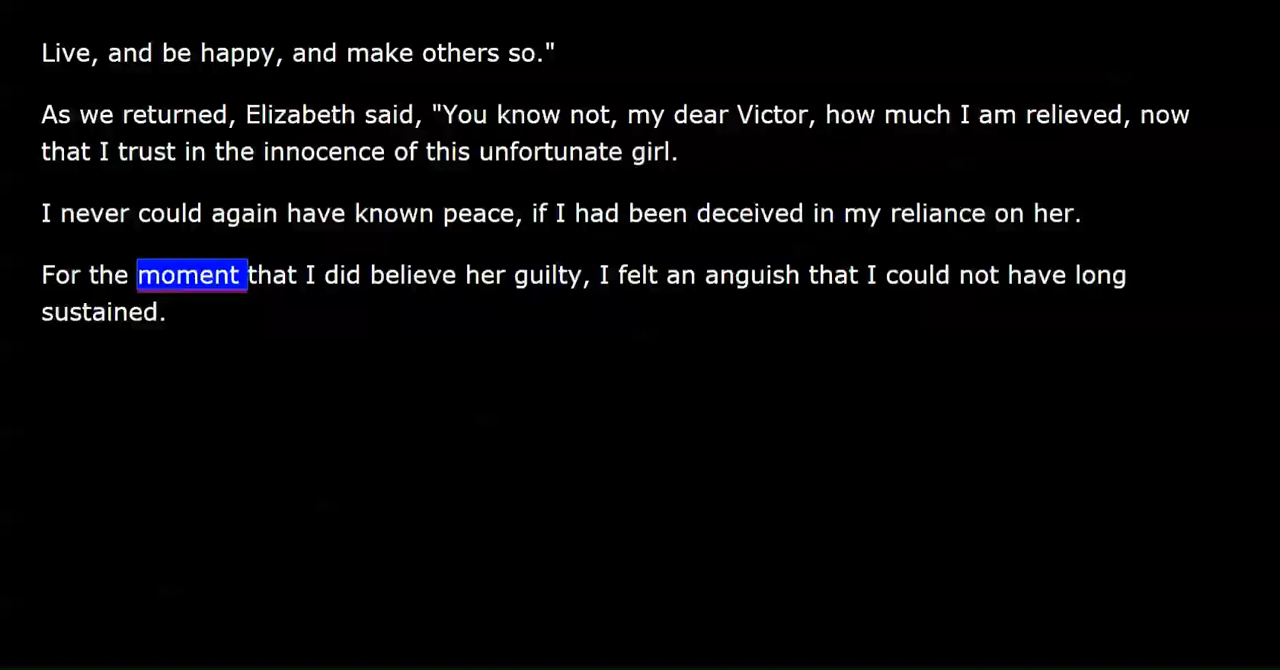 Live, and be happy, and make others so."
As we returned, Elizabeth said, "You know not, my dear Victor, how much I am relieved, now
that I trust in the innocence of this unfortunate girl.
I never could again have known peace, if I had been deceived in my reliance on her.
For the moment that I did believe her guilty, I felt an anguish that I could not have long
sustained.